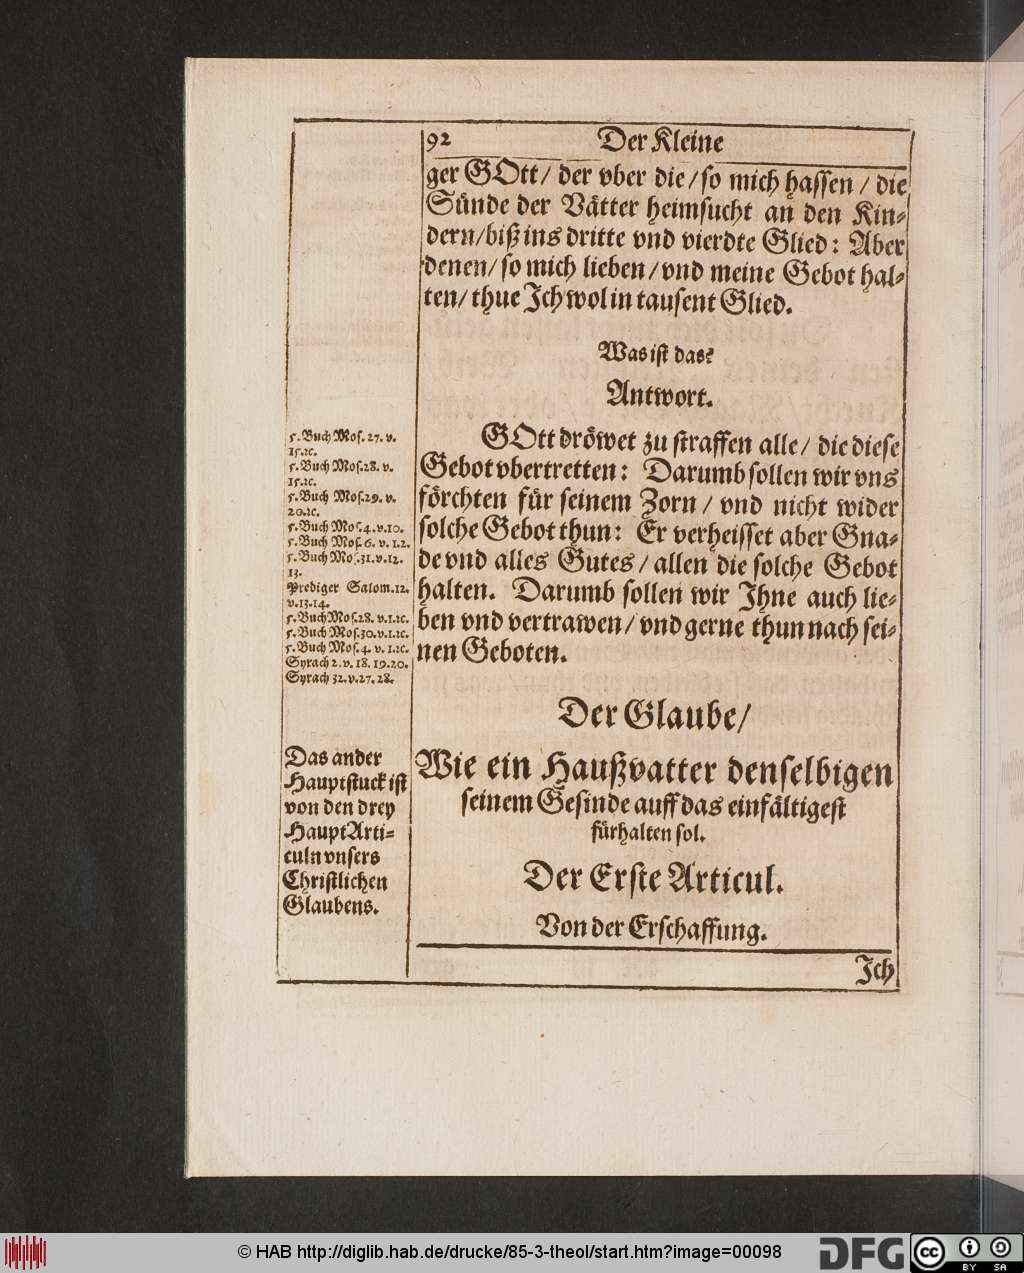 92 Der Kleine
ger GOtt/ der vber die/ so mich hassen / die
Sünde der Vätter heimsucht an den Kin-
dern/ biß ins dritte vnd vierdte Glied: Aber
denen/ so mich lieben/ vnd meine Gebot hal-
ten/ thue Ich wol in tausent Glied.
Was ist das?
Antwort.
GOtt dröwet zu straffen alle/ die diese
Gebot vbertretten: Darumb sollen wir vns
förchten für seinem Zorn / vnd nicht wider
solche Gebot thun: Er verheisset aber Gna-
de vnd alles Gutes/ allen die solche Gebot
halten. Darumb sollen wir Ihne auch lie-
ben vnd vertrawen/ vnd gerne thun nach sei-
nen Geboten.
5. Buch Mos. 27. v.
15.ꝛc.
5. Buch Mos. 28. v.
15.ꝛc.
5. Buch Mos. 29. v.
20.ꝛc.
5. Buch Mos. 4. v. 10.
5. Buch Mos. 6. v. 1.2.
5. Buch Mos. 31. v. 12.
13.
Prediger Salom. 12.
v. 13. 14.
5. Buch Mos. 28. v. 1.ꝛc.
5. Buch Mos. 30. v. 1.ꝛc.
5. Buch Mos. 4. v. 1.ꝛc.
Syrach 2. v. 18. 19. 20.
Syrach 32. v. 27. 28.
Der Glaube/
Wie ein Haußvatter denselbigen
seinem Gesinde auff das einfältigest
fürhalten sol.
Der Erste Articul.
Von der Erschaffung.
Das ander
Hauptstuck ist
von den drey
HauptArti-
culn vnsers
Christlichen
Glaubens.
Ich
© HAB http://diglib.hab.de/drucke/85-3-theol/start.htm?image=00098
DFG
cc BY SA